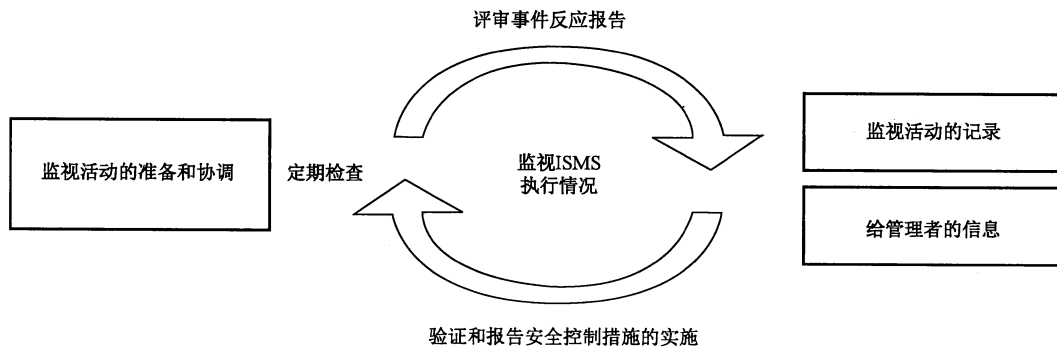 评审事件反应报告
监视活动的准备和协调
定期检查
监视ISMS
执行情况
监视活动的记录
给管理者的信息
验证和报告安全控制措施的实施